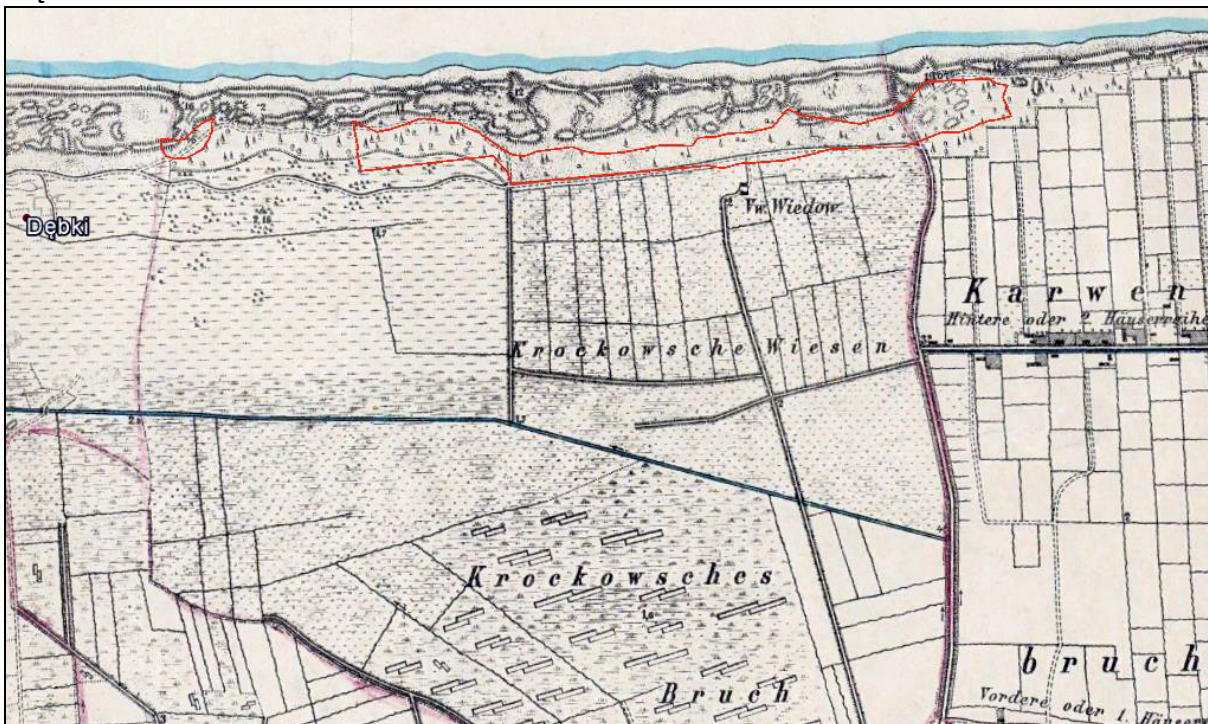 Dębki
Vw. Wiedow
Karwen
Hintere oder 2 Häuserreihe
Krockowsche Wiesen
Krockowsches
Bruch
bruch
Vordere oder 1 Häuser